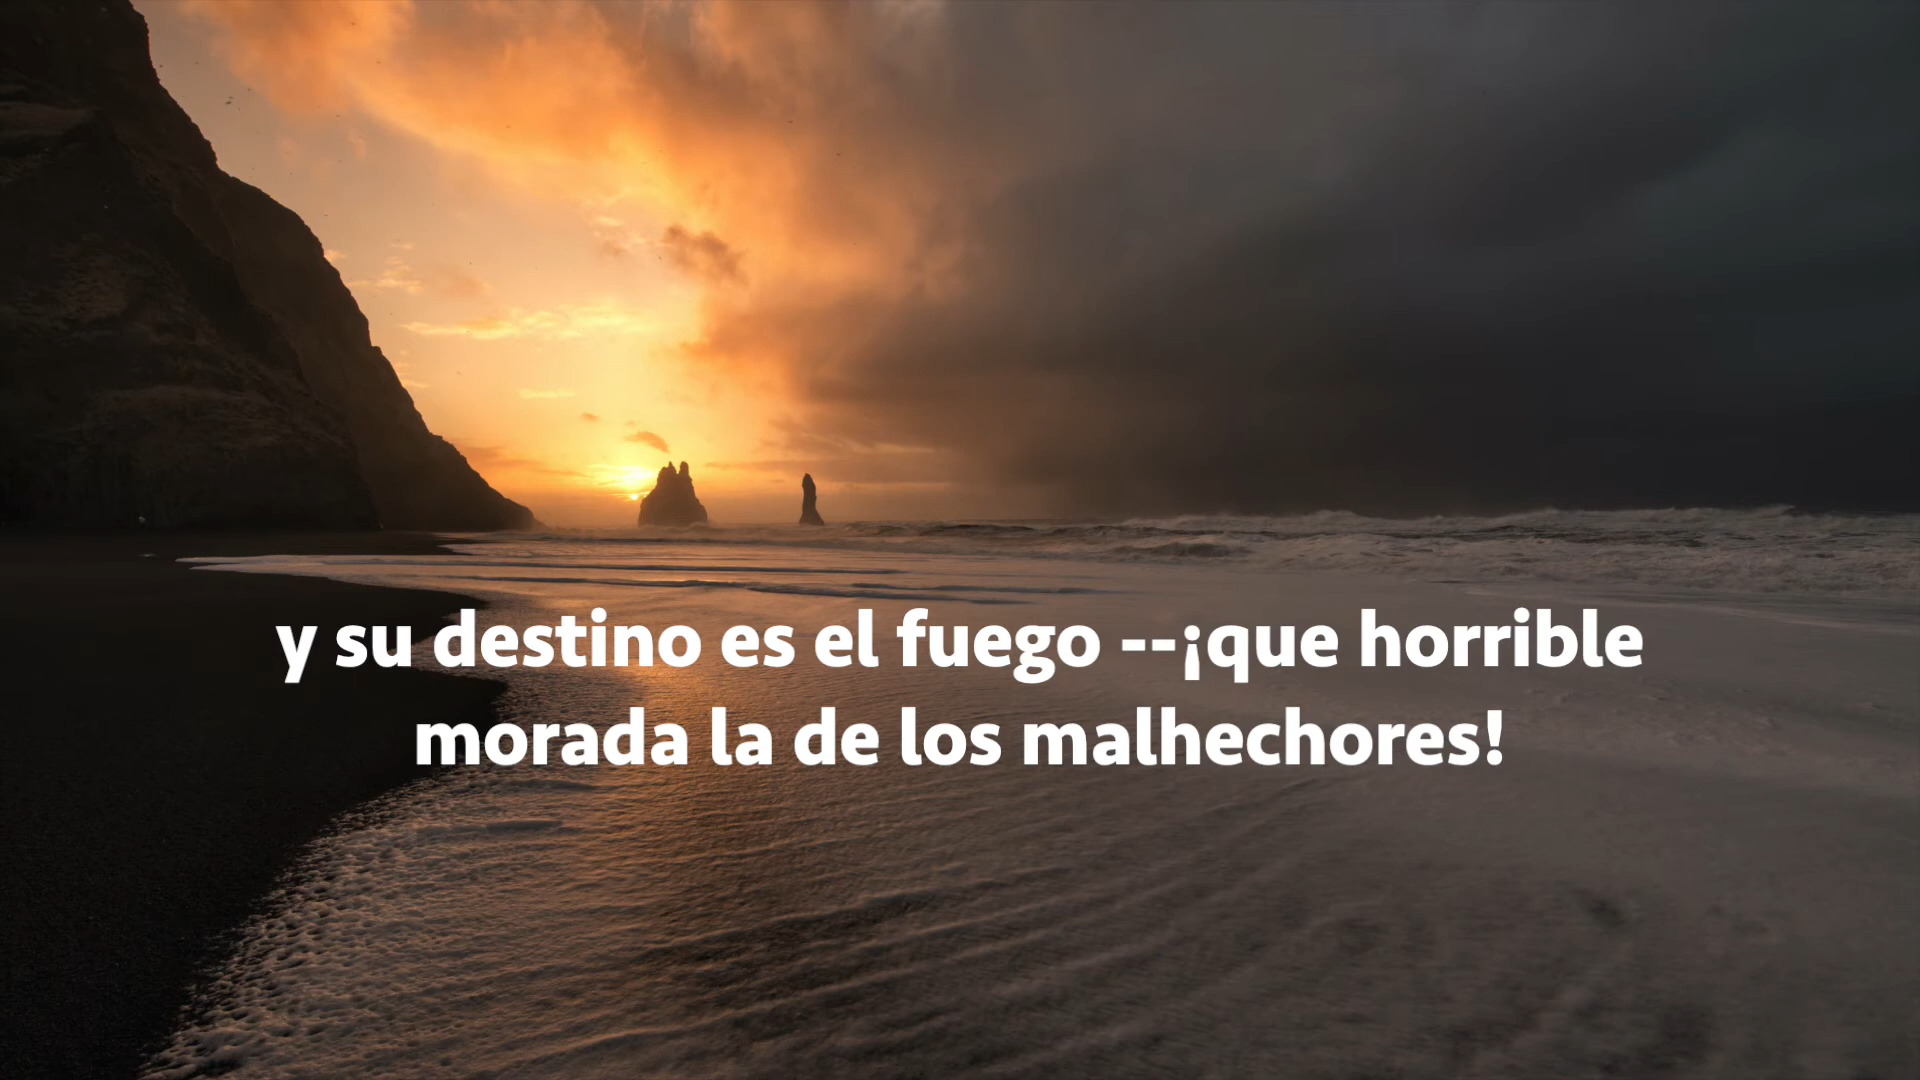 y su destino es el fuego --¡que horrible
morada la de los malhechores!